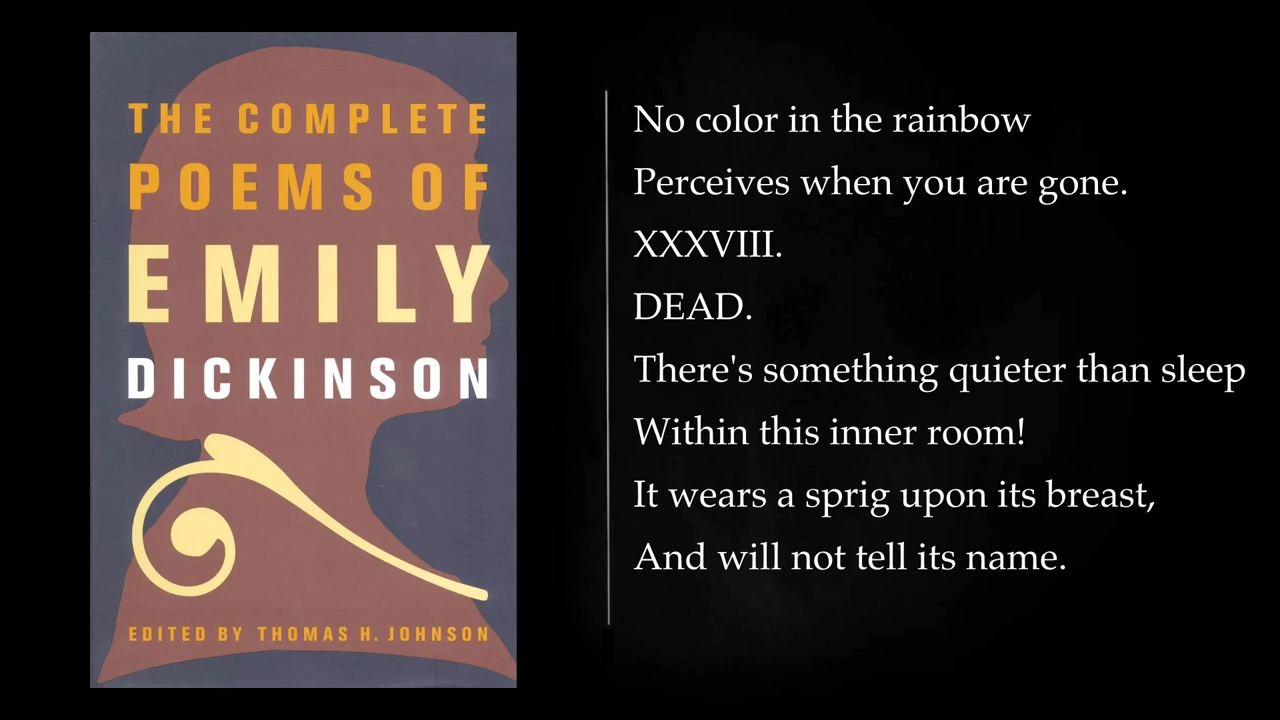 THE COMPLETE
POEMS OF
EMILY
DICKINSON
EDITED BY THOMAS H. JOHNSON
No color in the rainbow
Perceives when you are gone.
XXXVIII.
DEAD.
There's something quieter than sleep
Within this inner room!
It wears a sprig upon its breast,
And will not tell its name.